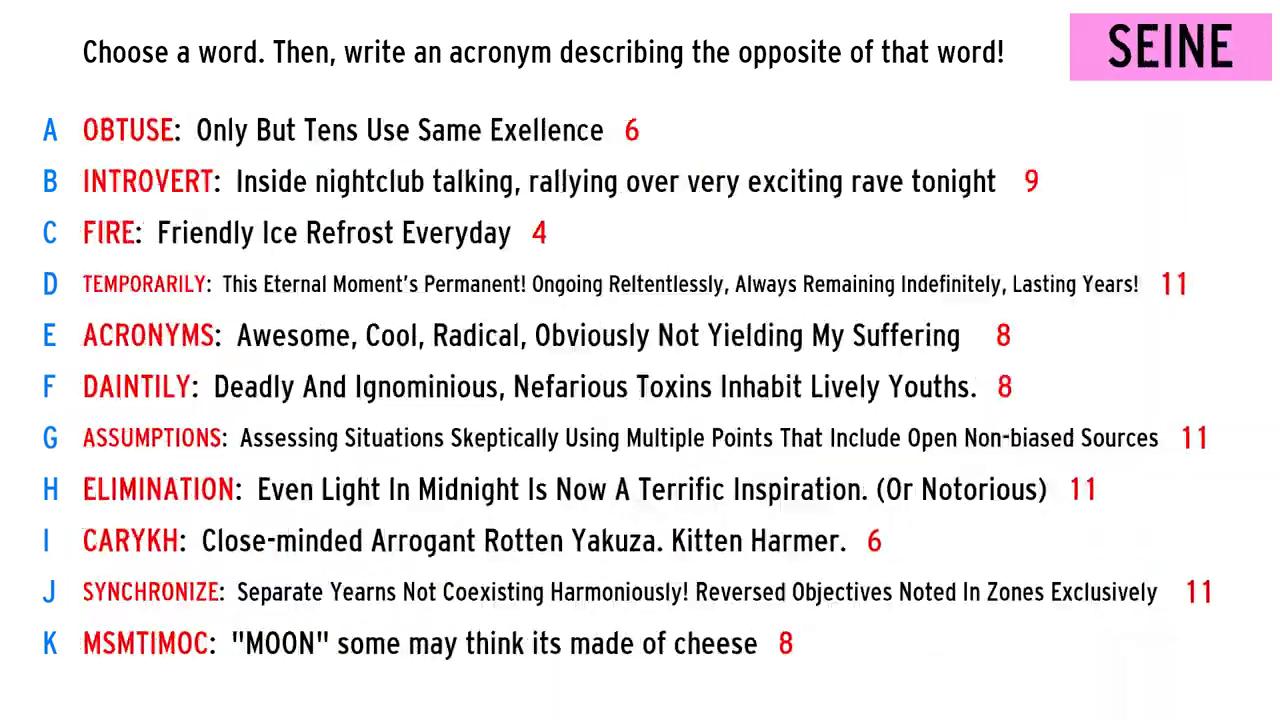 Choose a word. Then, write an acronym describing the opposite of that word!
SEINE
A OBTUSE: Only But Tens Use Same Exellence 6
B INTROVERT: Inside nightclub talking, rallying over very exciting rave tonight 9
C FIRE: Friendly Ice Refrost Everyday 4
D TEMPORARILY: This Eternal Moment's Permanent! Ongoing Reltentlessly, Always Remaining Indefinitely, Lasting Years! 11
E ACRONYMS: Awesome, Cool, Radical, Obviously Not Yielding My Suffering 8
F DAINTILY: Deadly And Ignominious, Nefarious Toxins Inhabit Lively Youths. 8
G ASSUMPTIONS: Assessing Situations Skeptically Using Multiple Points That Include Open Non-biased Sources 11
H ELIMINATION: Even Light In Midnight Is Now A Terrific Inspiration. (Or Notorious) 11
I CARYKH: Close-minded Arrogant Rotten Yakuza. Kitten Harmer. 6
J SYNCHRONIZE: Separate Yearns Not Coexisting Harmoniously! Reversed Objectives Noted In Zones Exclusively 11
K MSMTIMOC: "MOON" some may think its made of cheese 8